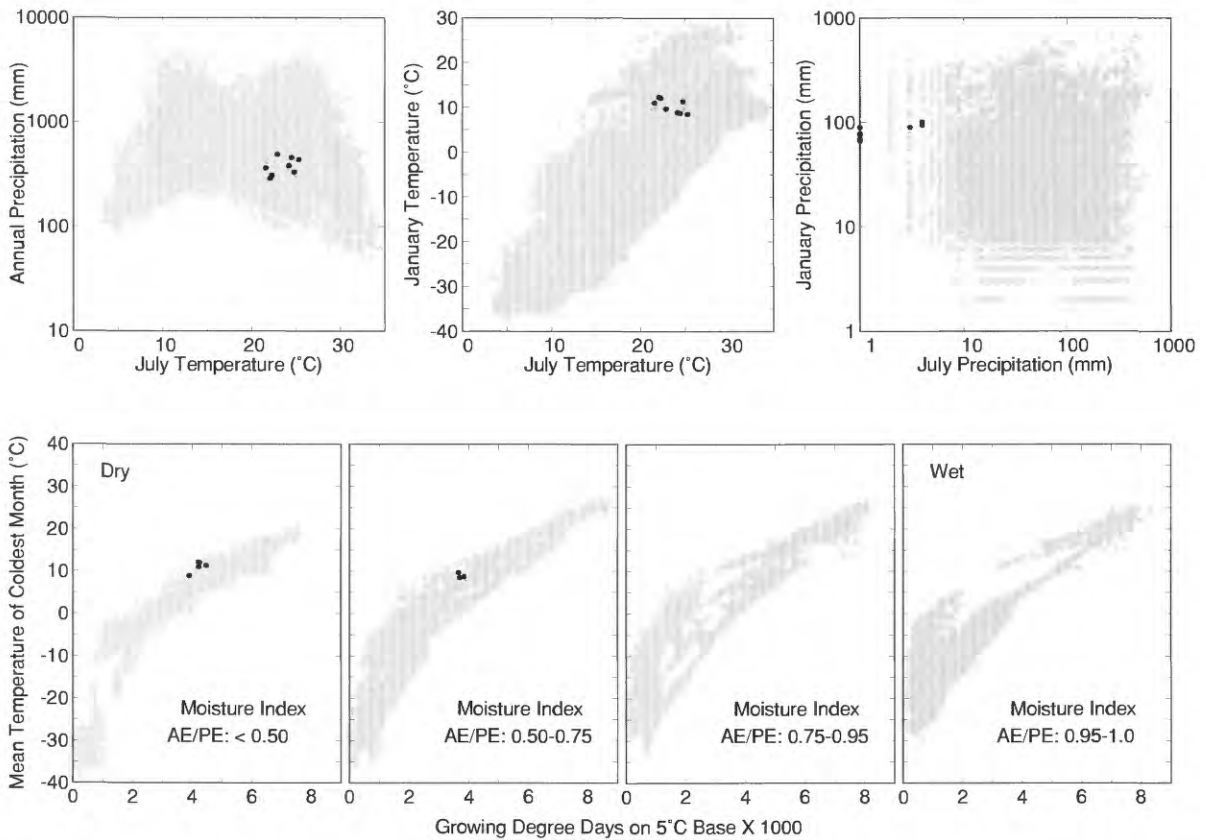 10000
1000
100
10
Annual Precipitation (mm)
0 10 20 30
July Temperature (˚C)
30
20
10
0
-10
-20
-30
-40
January Temperature (˚C)
0 10 20 30
July Temperature (˚C)
1000
100
10
1
January Precipitation (mm)
1 10 100 1000
July Precipitation (mm)
40
30
20
10
0
-10
-20
-30
-40
Mean Temperature of Coldest Month (˚C)
Dry
Moisture Index
AE/PE: < 0.50
0 2 4 6 8
Moisture Index
AE/PE: 0.50-0.75
0 2 4 6 8
Moisture Index
AE/PE: 0.75-0.95
0 2 4 6 8
Wet
Moisture Index
AE/PE: 0.95-1.0
0 2 4 6 8
Growing Degree Days on 5˚C Base X 1000